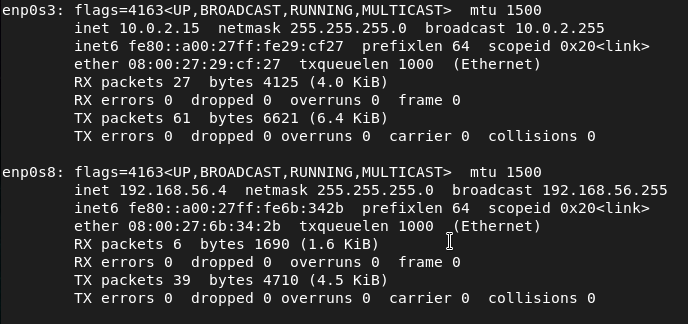 enp0s3: flags=4163<UP,BROADCAST,RUNNING,MULTICAST>  mtu 1500
        inet 10.0.2.15  netmask 255.255.255.0  broadcast 10.0.2.255
        inet6 fe80::a00:27ff:fe29:cf27  prefixlen 64  scopeid 0x20<link>
        ether 08:00:27:29:cf:27  txqueuelen 1000  (Ethernet)
        RX packets 27  bytes 4125 (4.0 KiB)
        RX errors 0  dropped 0  overruns 0  frame 0
        TX packets 61  bytes 6621 (6.4 KiB)
        TX errors 0  dropped 0 overruns 0  carrier 0  collisions 0

enp0s8: flags=4163<UP,BROADCAST,RUNNING,MULTICAST>  mtu 1500
        inet 192.168.56.4  netmask 255.255.255.0  broadcast 192.168.56.255
        inet6 fe80::a00:27ff:fe6b:342b  prefixlen 64  scopeid 0x20<link>
        ether 08:00:27:6b:34:2b  txqueuelen 1000  (Ethernet)
        RX packets 6  bytes 1690 (1.6 KiB)
        RX errors 0  dropped 0  overruns 0  frame 0
        TX packets 39  bytes 4710 (4.5 KiB)
        TX errors 0  dropped 0 overruns 0  carrier 0  collisions 0